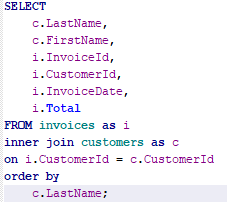 SELECT
c.LastName,
c.FirstName,
i.InvoiceId,
i.CustomerId,
i.InvoiceDate,
i.Total
FROM invoices as i
inner join customers as c
on i.CustomerId = c.CustomerId
order by
c.LastName;